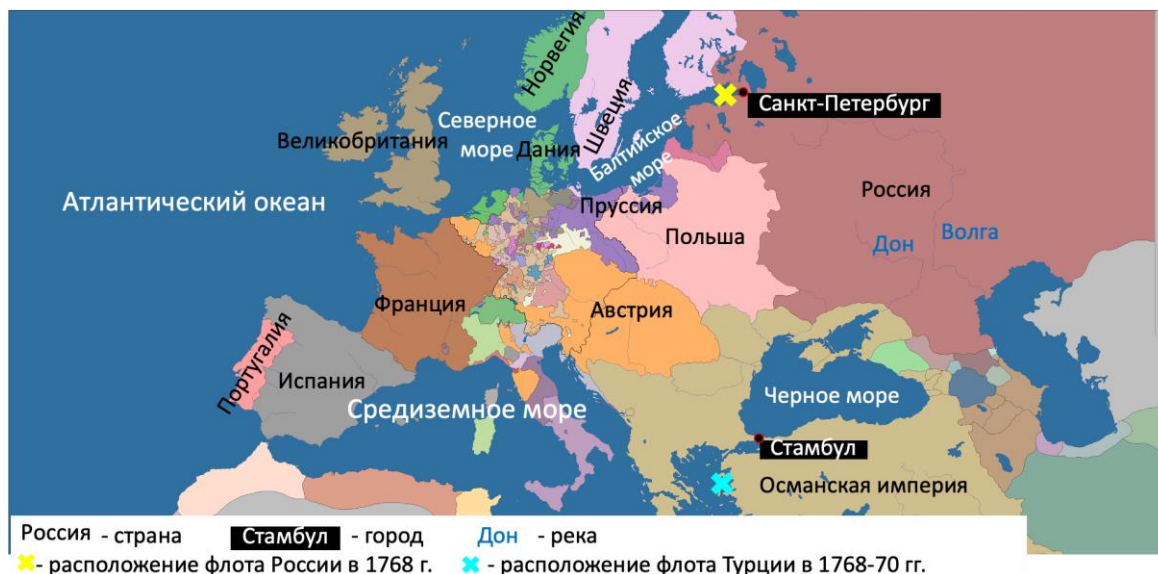 Норвегия
Швеция
Санкт-Петербург
Северное
море
Великобритания
Дания
Балтийское
море
Атлантический океан
Пруссия
Россия
Польша
Дон
Волга
Франция
Австрия
Португалия
Испания
Средиземное море
Черное море
Стамбул
Османская империя
Россия - страна Стамбул - город Дон - река
- расположение флота России в 1768 г. - расположение флота Турции в 1768-70 гг.